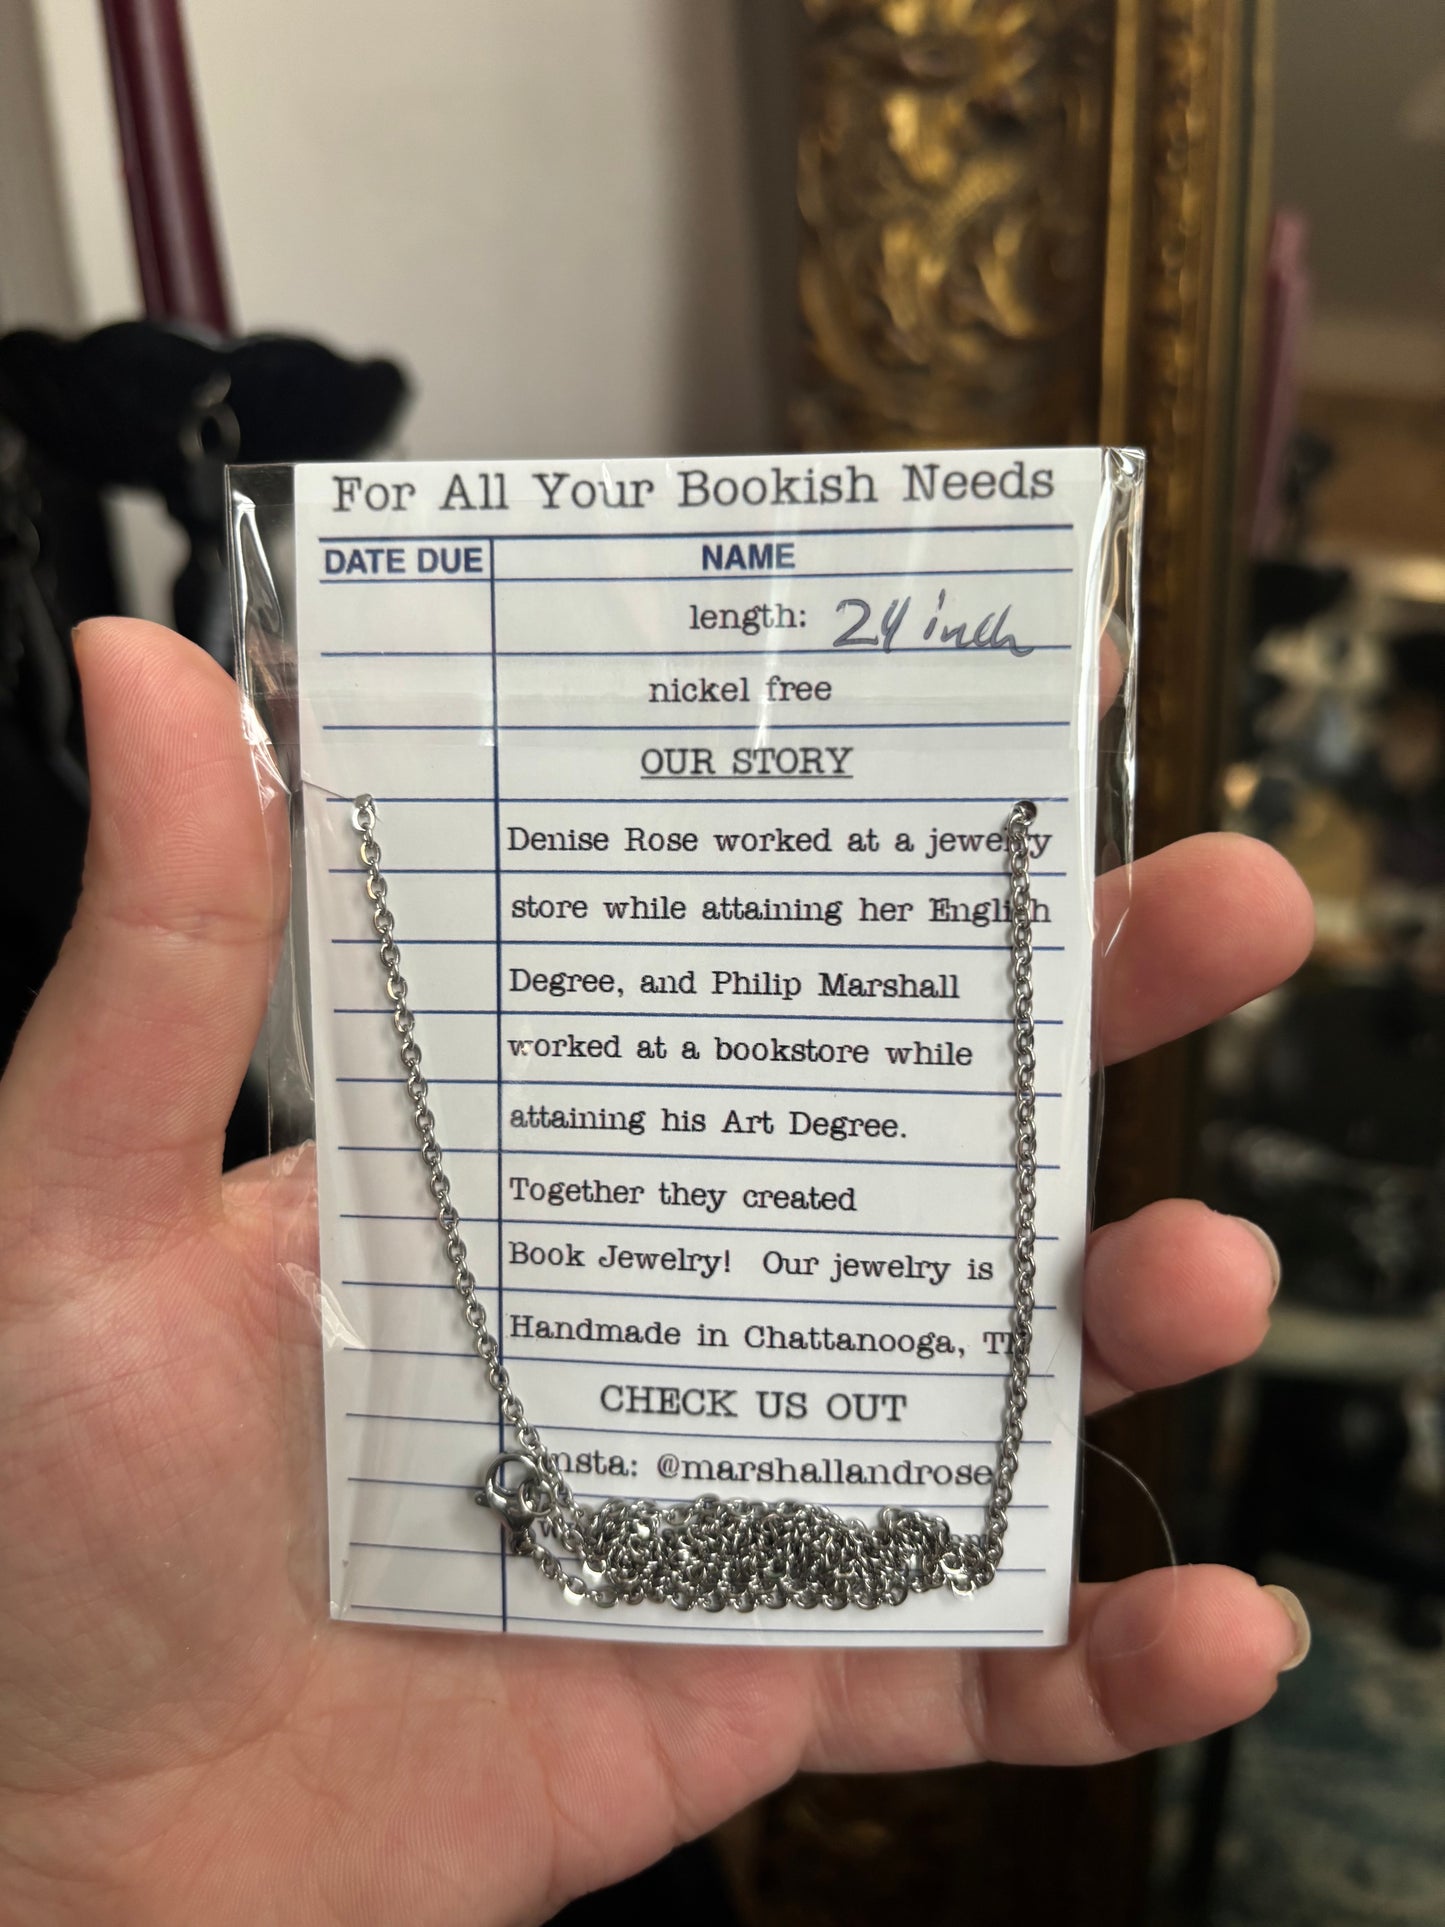 For All Your Bookish Needs
DATE DUE NAME
length: 24 inch
nickel free
OUR STORY
Denise Rose worked at a jewelry
store while attaining her English
Degree, and Philip Marshall
worked at a bookstore while
attaining his Art Degree.
Together they created
Book Jewelry! Our jewelry is
Handmade in Chattanooga, TN
CHECK US OUT
Insta: @marshallandrose